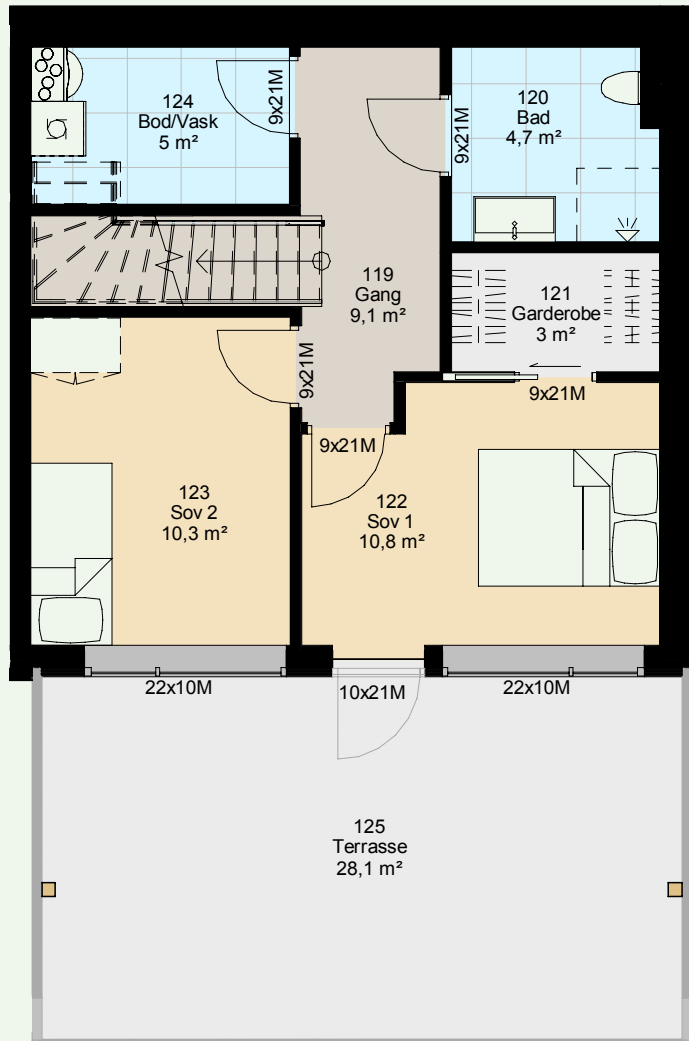 124
Bod/Vask
5 m²
9x21M
9x21M
120
Bad
4,7 m²
119
Gang
9,1 m²
121
Garderobe
3 m²
9x21M
9x21M
9x21M
123
Sov 2
10,3 m²
122
Sov 1
10,8 m²
22x10M
10x21M
22x10M
125
Terrasse
28,1 m²